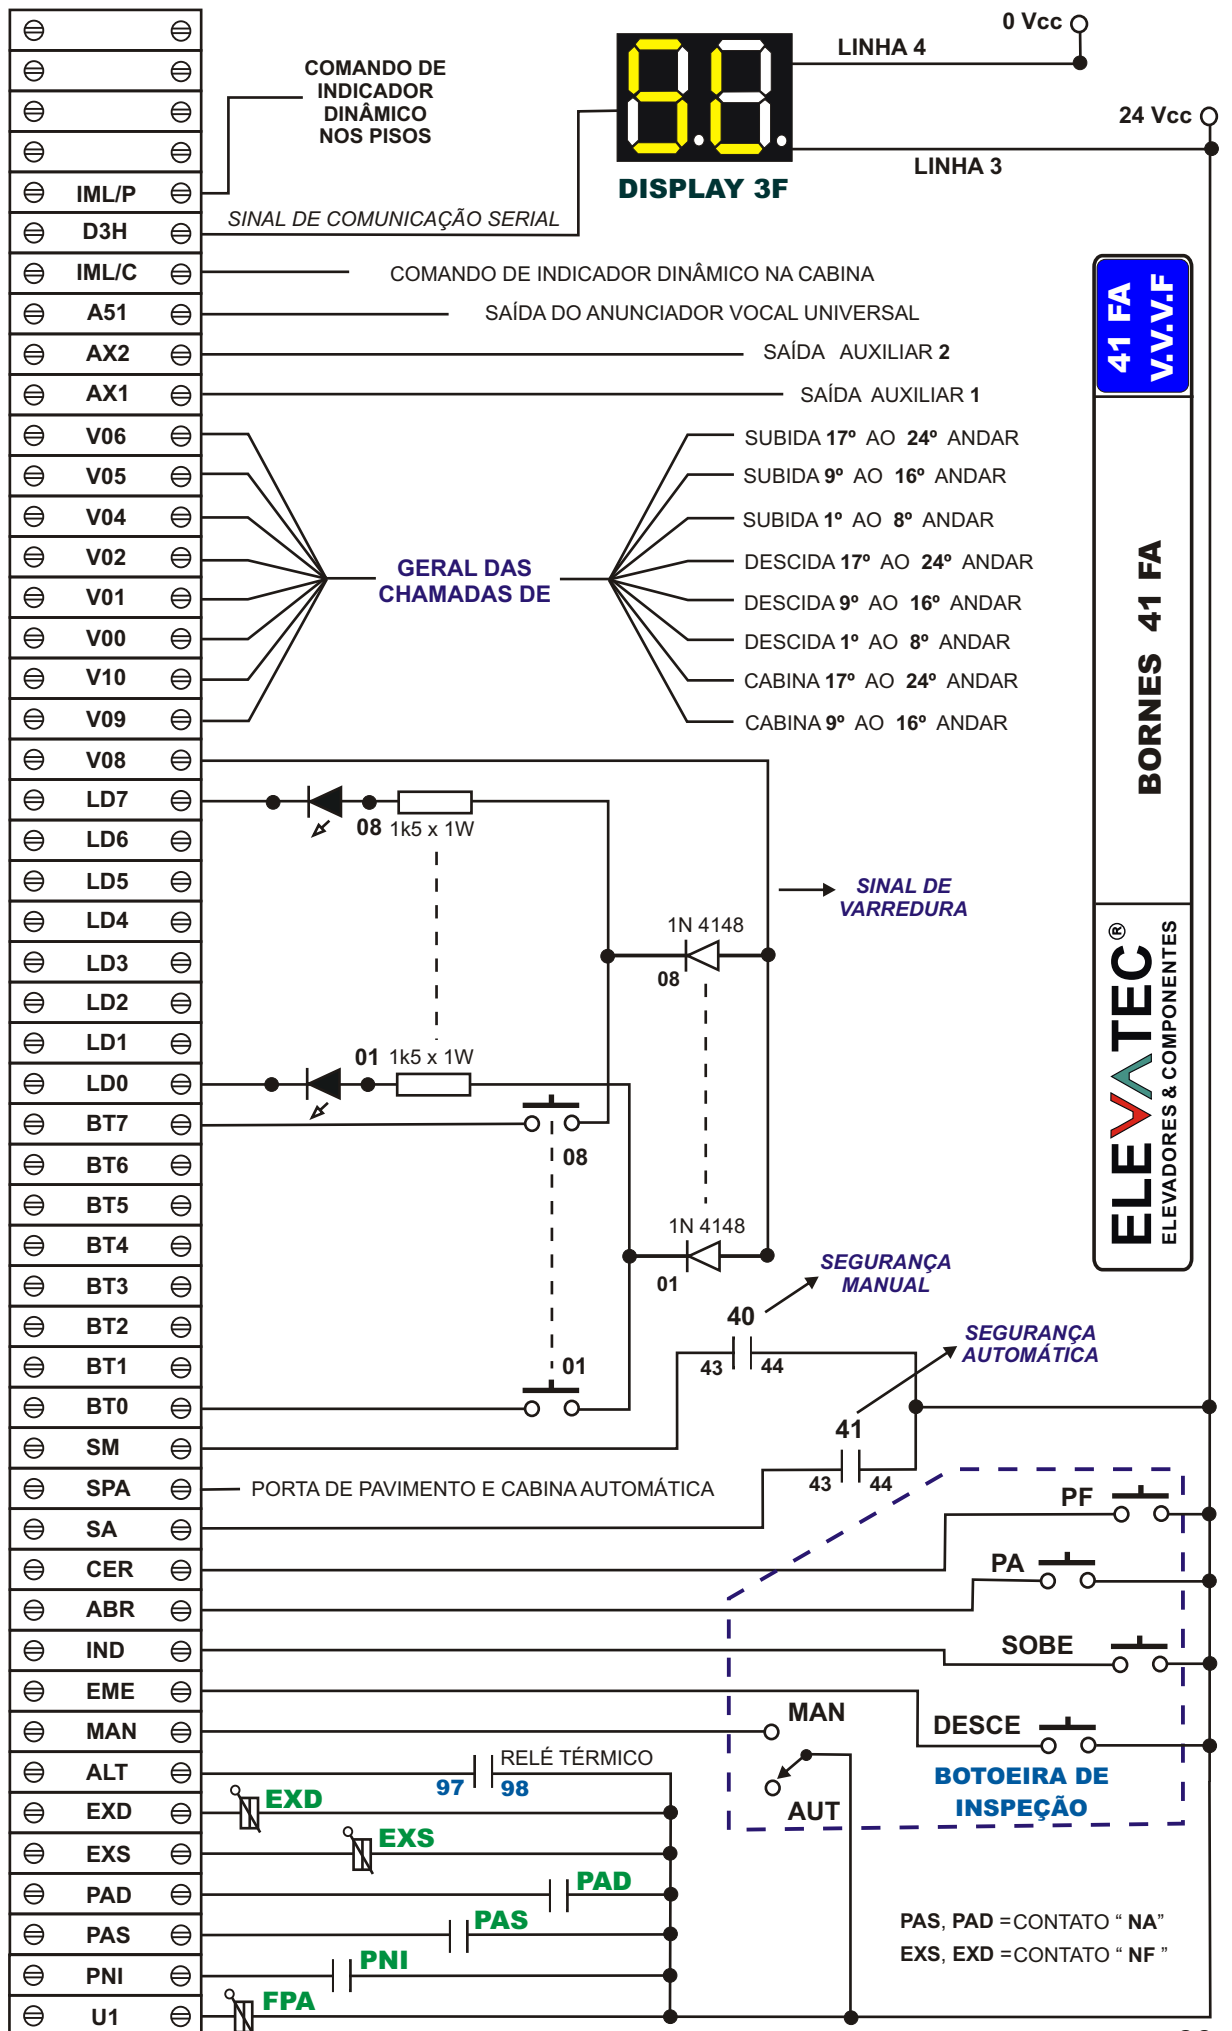 0 Vcc
LINHA 4
COMANDO DE
INDICADOR
DINÂMICO
NOS PISOS
24 Vcc
LINHA 3
DISPLAY 3F
IML/P
D3H
SINAL DE COMUNICAÇÃO SERIAL
IML/C
COMANDO DE INDICADOR DINÂMICO NA CABINA
A51
SAÍDA DO ANUNCIADOR VOCAL UNIVERSAL
AX2
SAÍDA AUXILIAR 2
AX1
SAÍDA AUXILIAR 1
V06
SUBIDA 17º AO 24º ANDAR
V05
SUBIDA 9º AO 16º ANDAR
V04
SUBIDA 1º AO 8º ANDAR
V02
DESCIDA 17º AO 24º ANDAR
GERAL DAS
CHAMADAS DE
V01
DESCIDA 9º AO 16º ANDAR
V00
DESCIDA 1º AO 8º ANDAR
V10
CABINA 17º AO 24º ANDAR
V09
CABINA 9º AO 16º ANDAR
41 FA
V.V.V.F
BORNES 41 FA
ELEVATEC®
ELEVADORES & COMPONENTES
V08
LD7
08 1k5 x 1W
LD6
LD5
SINAL DE
VARREDURA
LD4
1N 4148
LD3
08
LD2
LD1
01 1k5 x 1W
LD0
BT7
BT6
08
BT5
BT4
1N 4148
BT3
01
SEGURANÇA
MANUAL
BT2
40
SEGURANÇA
AUTOMÁTICA
BT1
01
43 44
BT0
41
SM
43 44
SPA
PORTA DE PAVIMENTO E CABINA AUTOMÁTICA
PF
SA
CER
PA
ABR
IND
SOBE
EME
MAN
MAN
DESCE
ALT
RELÉ TÉRMICO
97 98
BOTOEIRA DE
INSPEÇÃO
EXD
EXD
AUT
EXS
EXS
PAD
PAD
PAS
PAS
PAS, PAD =CONTATO “ NA”
EXS, EXD =CONTATO “ NF ”
PNI
PNI
U1
FPA